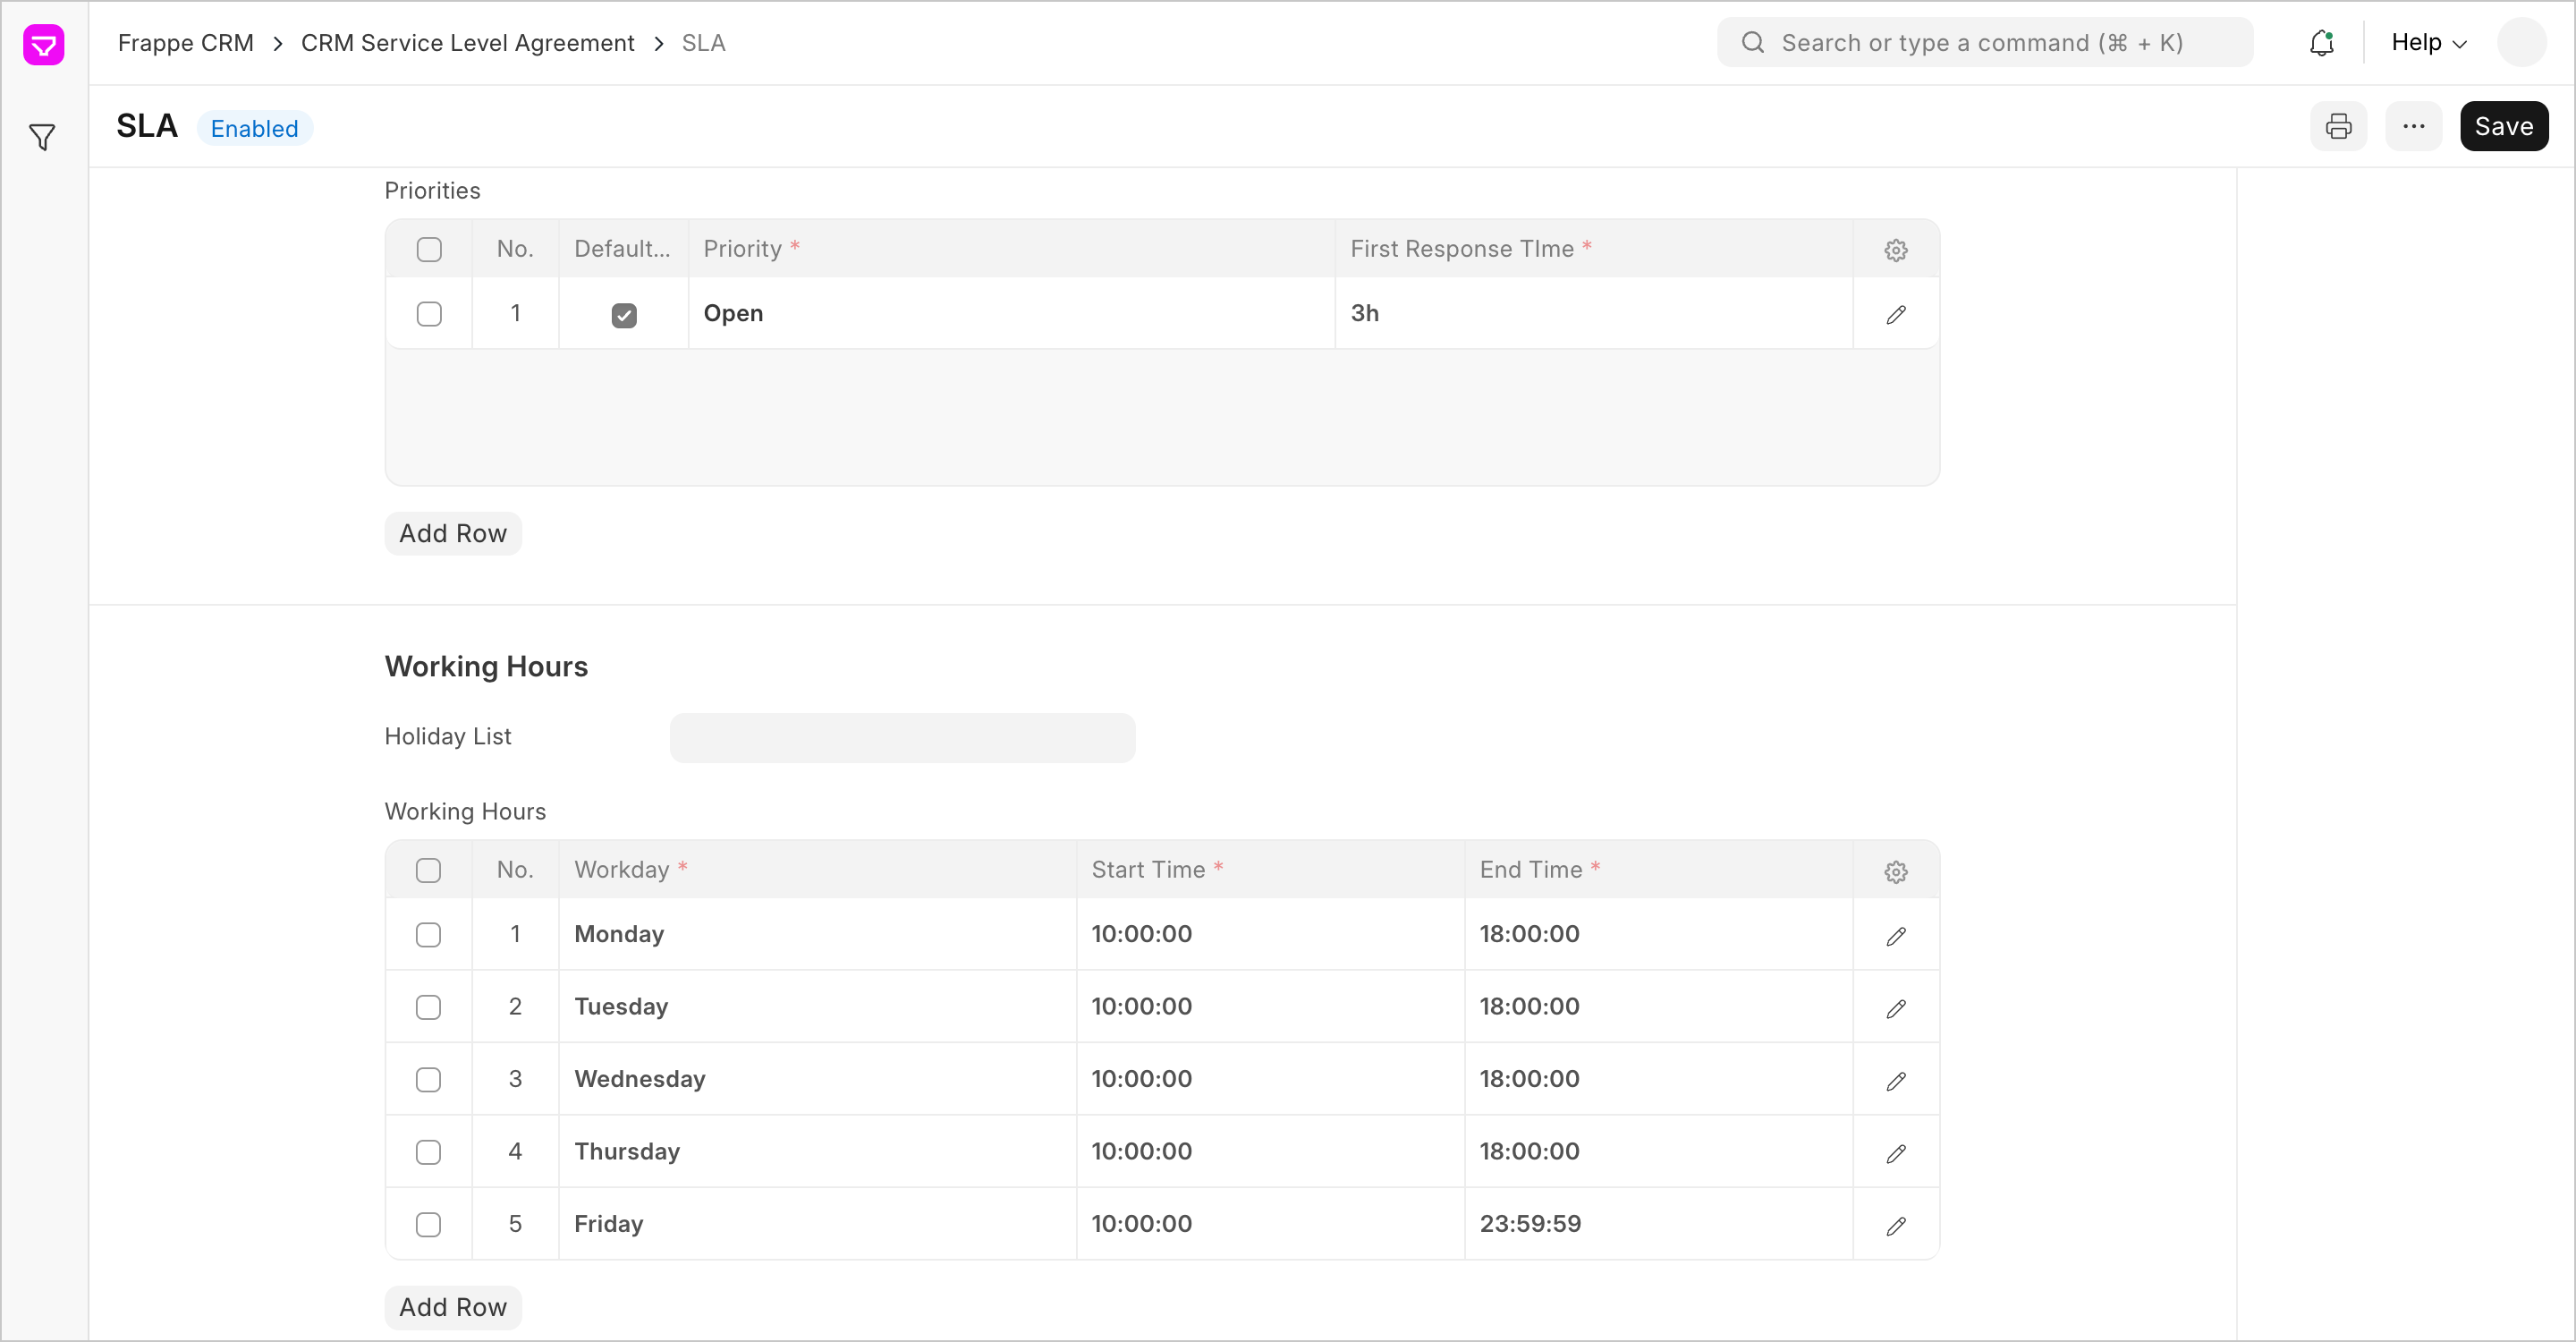 Frappe CRM > CRM Service Level Agreement > SLA
Search or type a command (⌘ + K)
Help
SLA Enabled
Save
Priorities
No. Default... Priority * First Response TIme *
1 Open 3h
Add Row
Working Hours
Holiday List
Working Hours
No. Workday * Start Time * End Time *
1 Monday 10:00:00 18:00:00
2 Tuesday 10:00:00 18:00:00
3 Wednesday 10:00:00 18:00:00
4 Thursday 10:00:00 18:00:00
5 Friday 10:00:00 23:59:59
Add Row